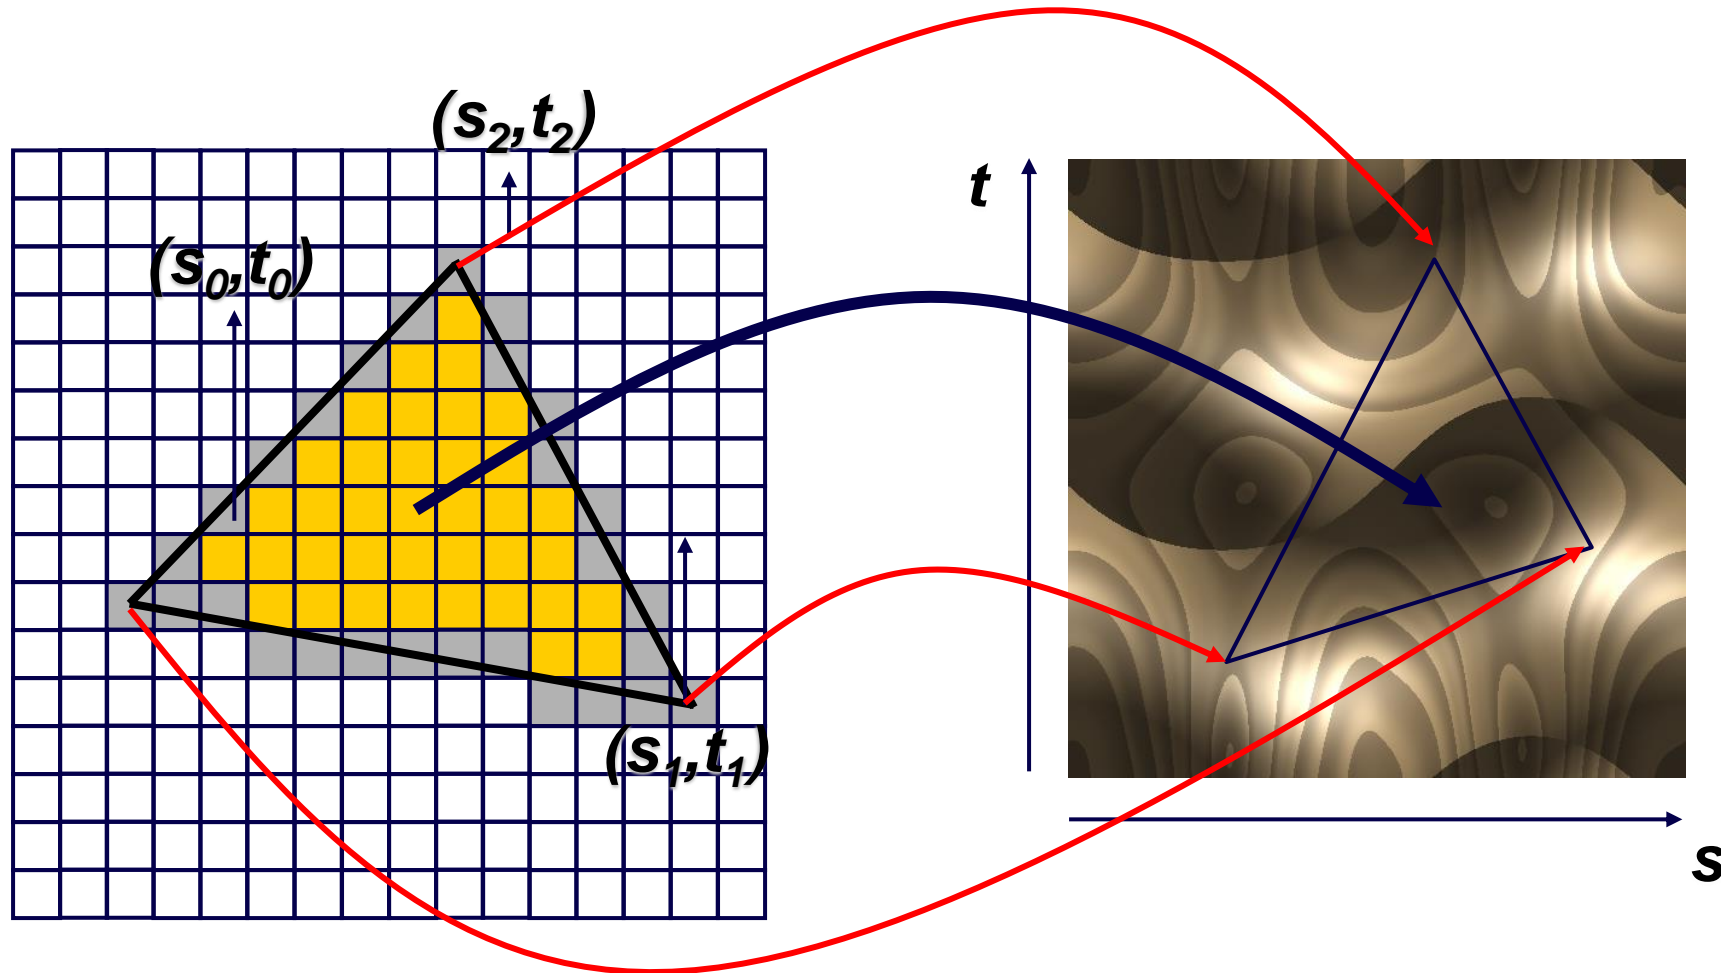 (s₂,t₂)
t
(s₀,t₀)
(s₁,t₁)
s